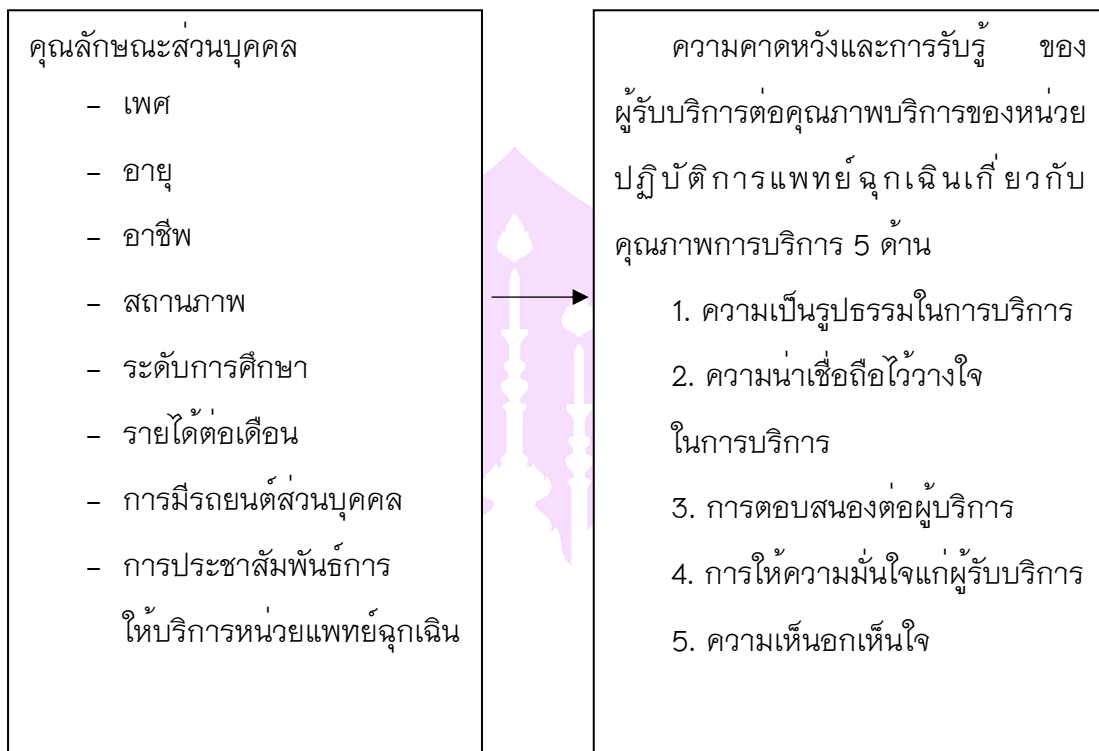 คุณลักษณะส่วนบุคคล
- เพศ
- อายุ
- อาชีพ
- สถานภาพ
- ระดับการศึกษา
- รายได้ต่อเดือน
- การมีรถยนต์ส่วนบุคคล
- การประชาสัมพันธ์การ
ให้บริการหน่วยแพทย์ฉุกเฉิน
ความคาดหวังและการรับรู้ ของ
ผู้รับบริการต่อคุณภาพบริการของหน่วย
ปฏิบัติการแพทย์ฉุกเฉินเกี่ยวกับ
คุณภาพการบริการ 5 ด้าน
1. ความเป็นรูปธรรมในการบริการ
2. ความน่าเชื่อถือไว้วางใจ
ในการบริการ
3. การตอบสนองต่อผู้บริการ
4. การให้ความมั่นใจแก่ผู้รับบริการ
5. ความเห็นอกเห็นใจ